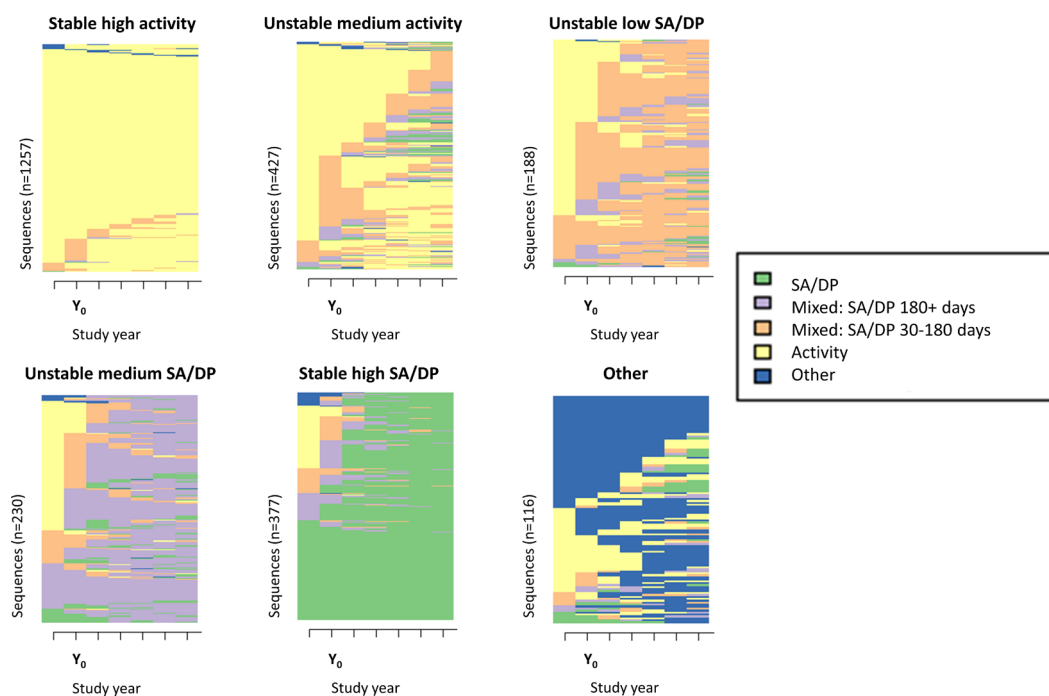 Stable high activity
Unstable medium activity
Unstable low SA/DP
Sequences (n=1257)
Sequences (n=427)
Sequences (n=188)
Y₀
Y₀
Y₀
Study year
Study year
Study year
SA/DP
Mixed: SA/DP 180+ days
Mixed: SA/DP 30-180 days
Activity
Other
Unstable medium SA/DP
Stable high SA/DP
Other
Sequences (n=230)
Sequences (n=377)
Sequences (n=116)
Y₀
Y₀
Y₀
Study year
Study year
Study year